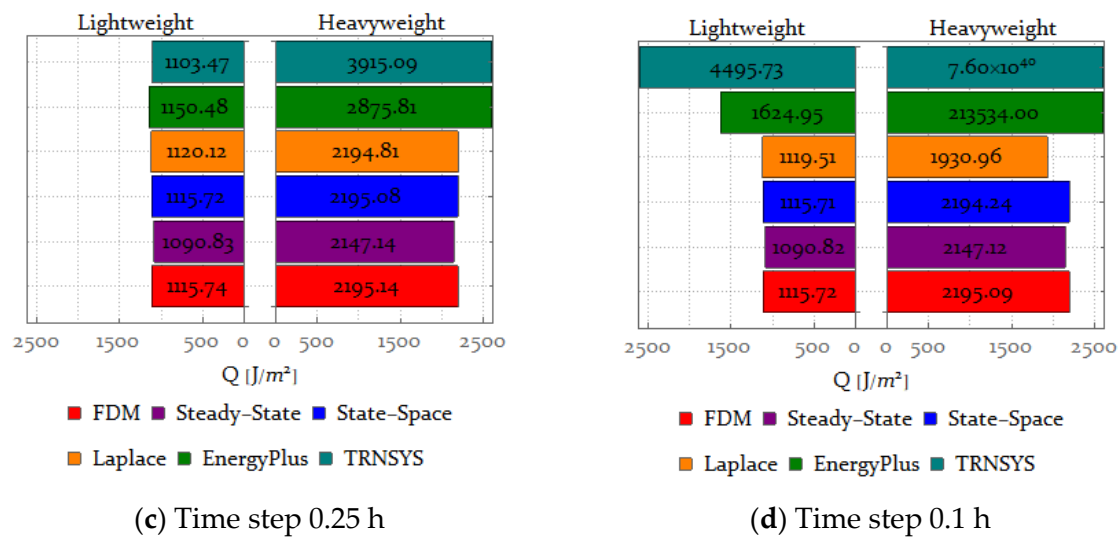 Lightweight Heavyweight
1103.47 3915.09
1150.48 2875.81
1120.12 2194.81
1115.72 2195.08
1090.83 2147.14
1115.74 2195.14
2500 1500 500 0 0 500 1500 2500
Q [J/m²]
FDM Steady-State State-Space
Laplace EnergyPlus TRNSYS
(c) Time step 0.25 h
Lightweight Heavyweight
4495.73 7.60×10⁴⁰
1624.95 213534.00
1119.51 1930.96
1115.71 2194.24
1090.82 2147.12
1115.72 2195.09
2500 1500 500 0 0 500 1500 2500
Q [J/m²]
FDM Steady-State State-Space
Laplace EnergyPlus TRNSYS
(d) Time step 0.1 h